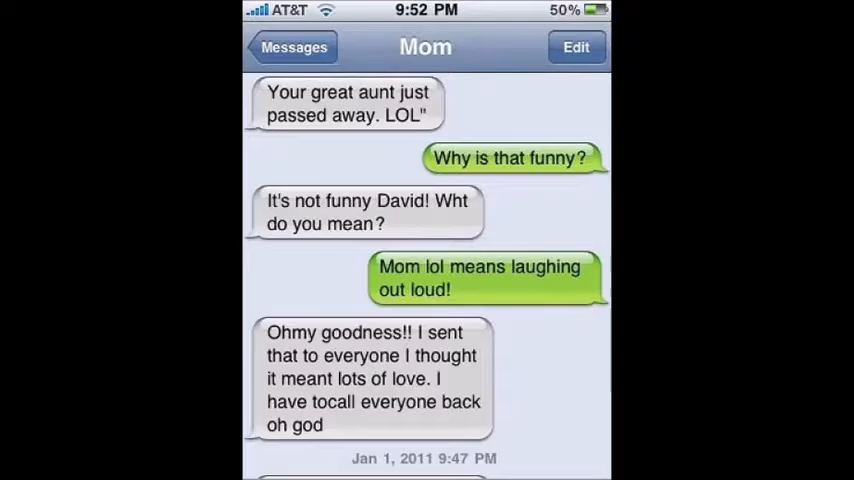 AT&T 9:52 PM 50%
Messages Mom Edit
Your great aunt just
passed away. LOL"
Why is that funny?
It's not funny David! Wht
do you mean?
Mom lol means laughing
out loud!
Ohmy goodness!! I sent
that to everyone I thought
it meant lots of love. I
have tocall everyone back
oh god
Jan 1, 2011 9:47 PM